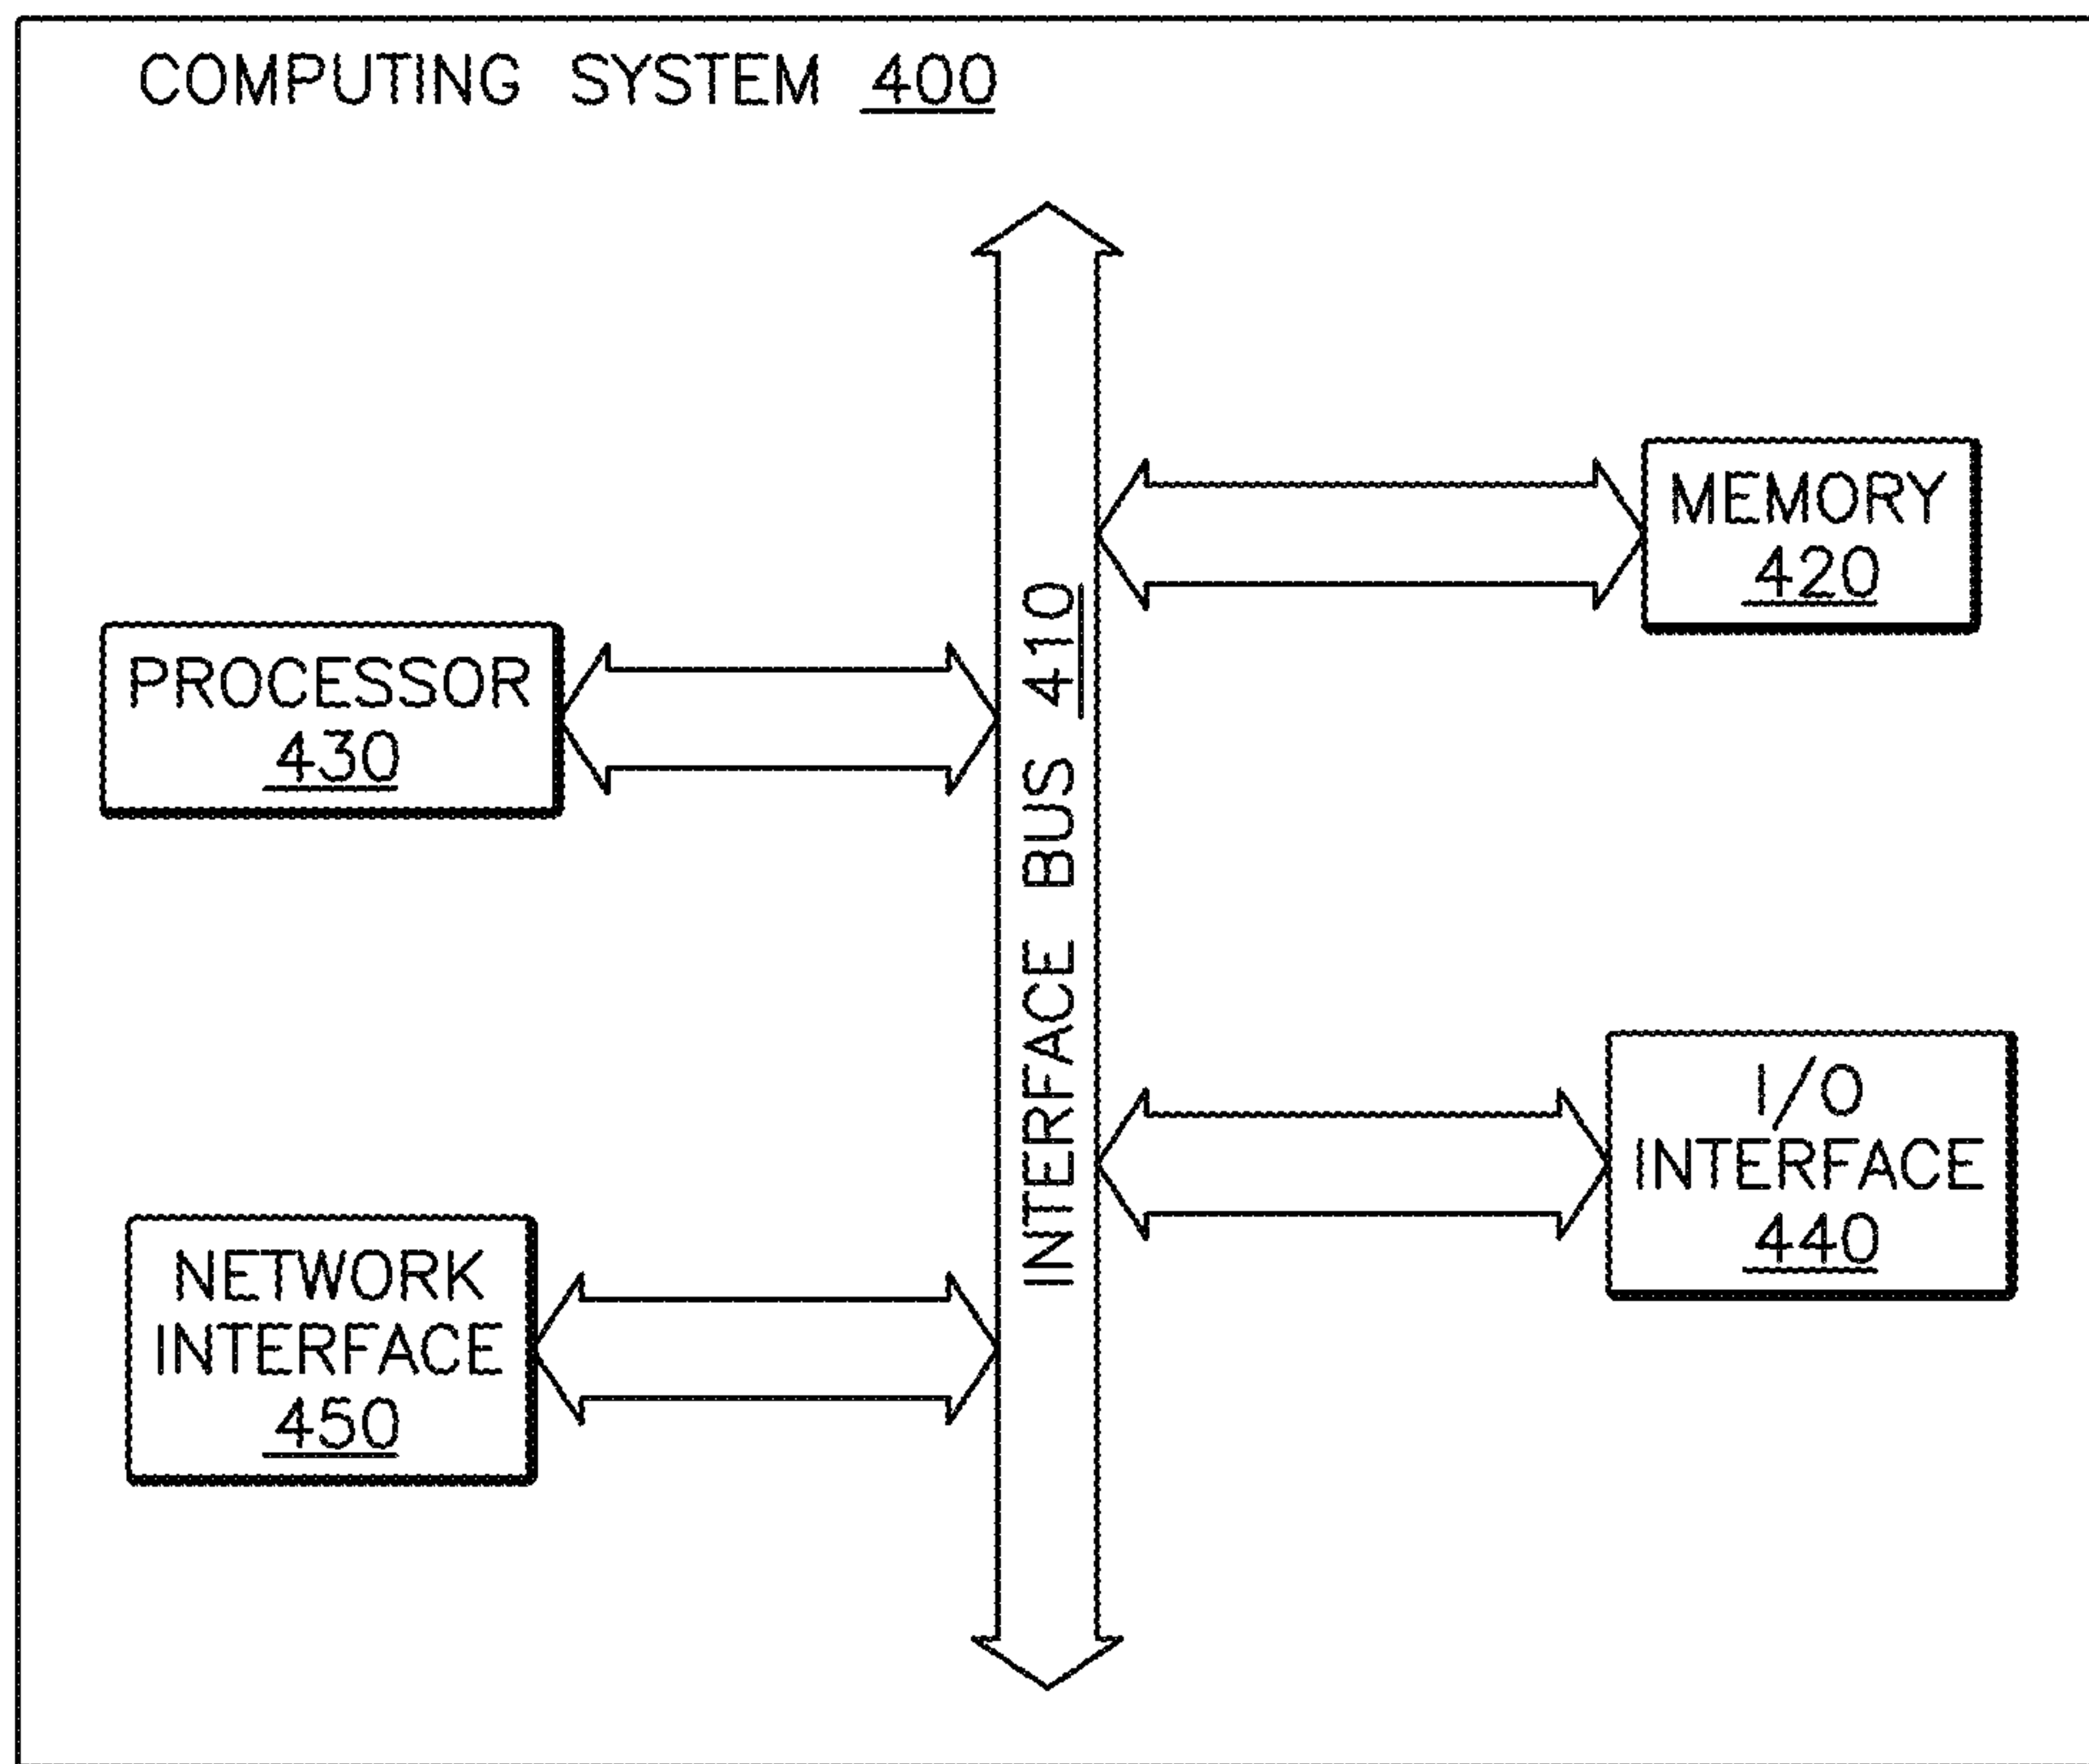 COMPUTING SYSTEM 400
MEMORY
420
PROCESSOR
430
INTERFACE BUS 410
I/O
INTERFACE
440
NETWORK
INTERFACE
450